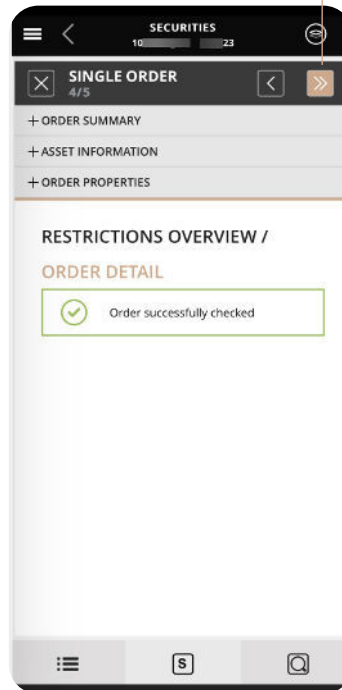 SECURITIES
10 23
SINGLE ORDER
4/5
+ ORDER SUMMARY
+ ASSET INFORMATION
+ ORDER PROPERTIES
RESTRICTIONS OVERVIEW /
ORDER DETAIL
Order successfully checked
S